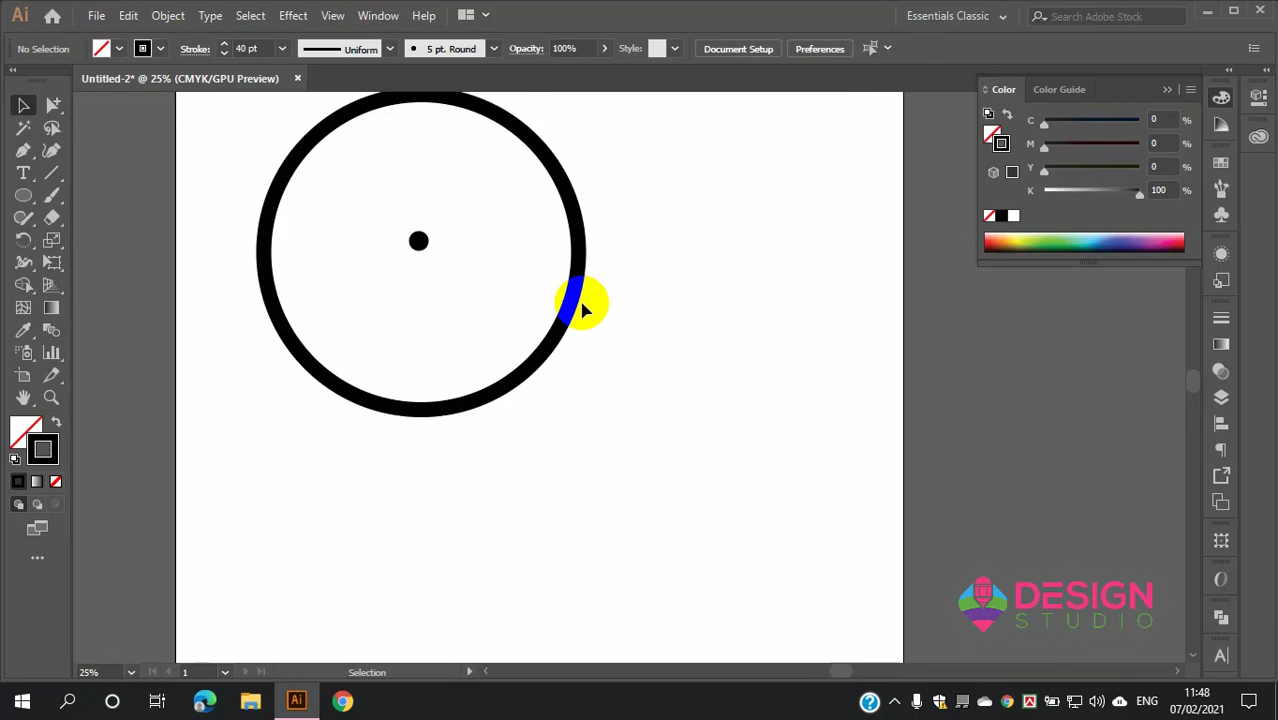 Ai File Edit Object Type Select Effect View Window Help Essentials Classic Search Adobe Stock
No Selection Stroke: 40 pt Uniform 5 pt. Round Opacity: 100% Style: Document Setup Preferences
Untitled-2* @ 25% (CMYK/GPU Preview)
Color Color Guide
C 0 %
M 0 %
Y 0 %
K 100 %
DESIGN
STUDIO
25% 1 Selection
Ai ENG 11:48
07/02/2021